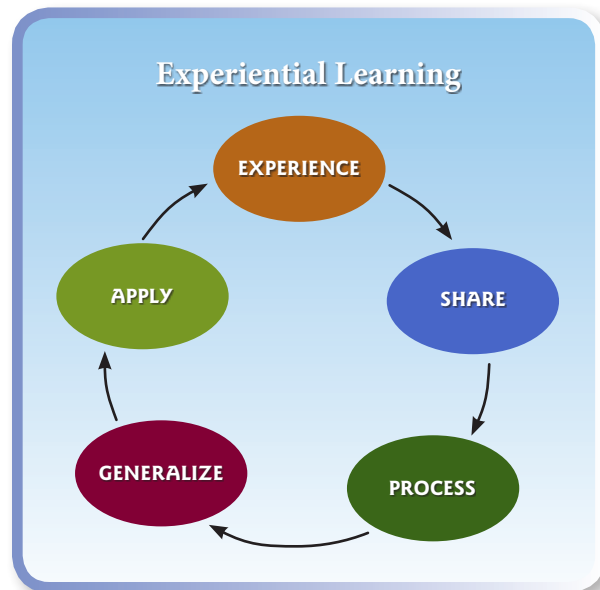 Experiential Learning
EXPERIENCE
SHARE
PROCESS
GENERALIZE
APPLY